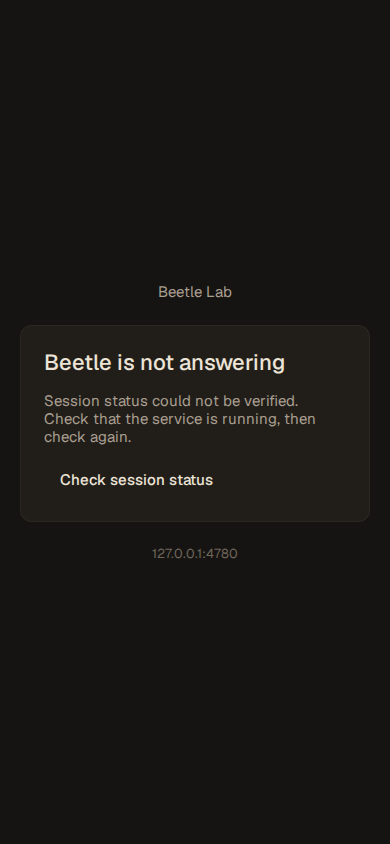 Beetle Lab
Beetle is not answering
Session status could not be verified.
Check that the service is running, then
check again.
Check session status
127.0.0.1:4780